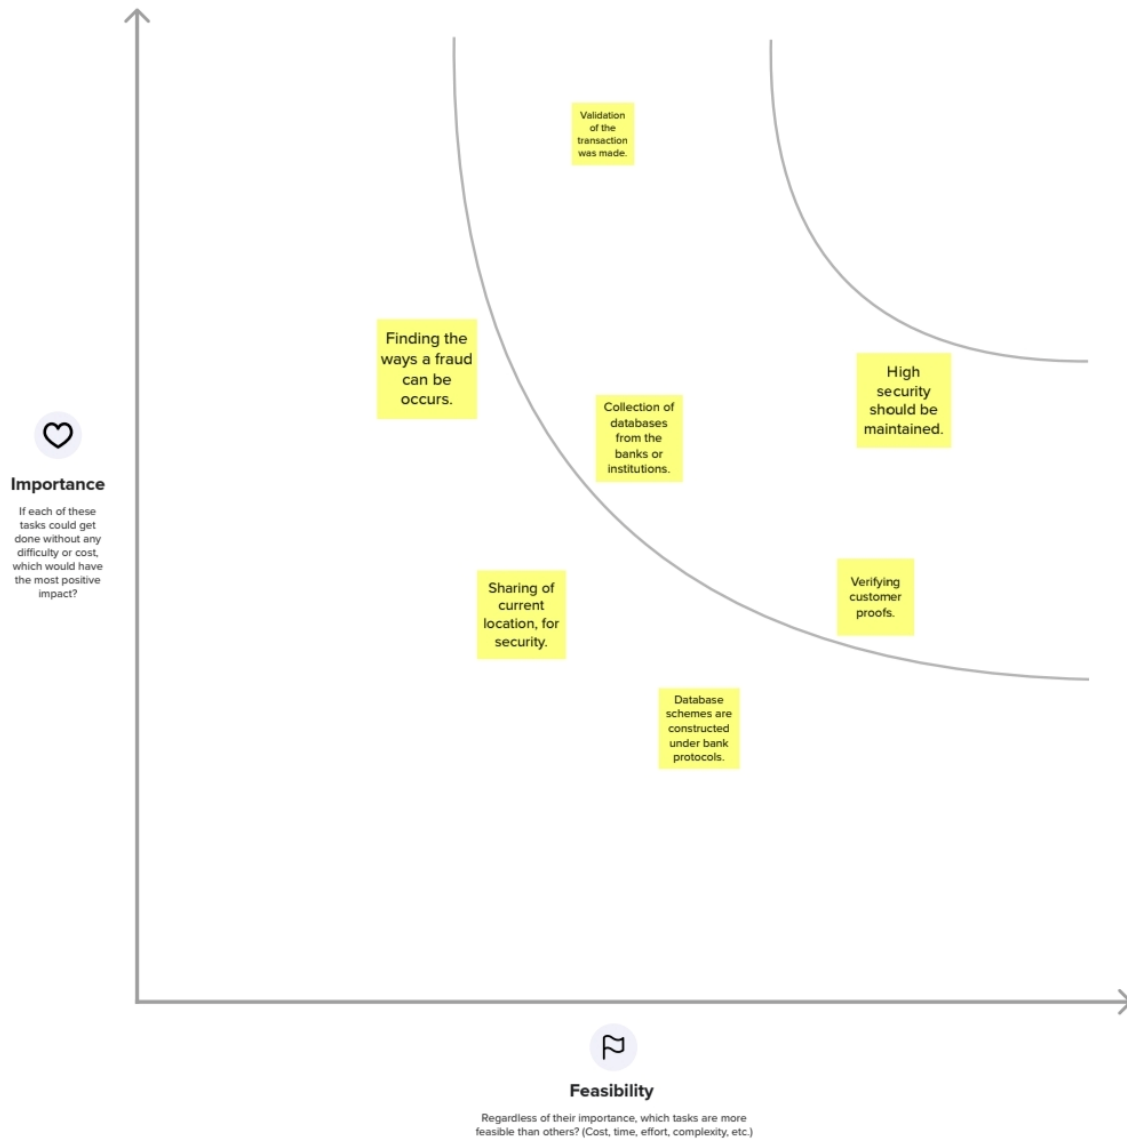 Validation
of the
transaction
was made.
Finding the
ways a fraud
can be
occurs.
High
security
should be
maintained.
Collection of
databases
from the
banks or
institutions.
Importance
If each of these
tasks could get
done without any
difficulty or cost,
which would have
the most positive
impact?
Sharing of
current
location, for
security.
Verifying
customer
proofs.
Database
schemes are
constructed
under bank
protocols.
Feasibility
Regardless of their importance, which tasks are more
feasible than others? (Cost, time, effort, complexity, etc.)